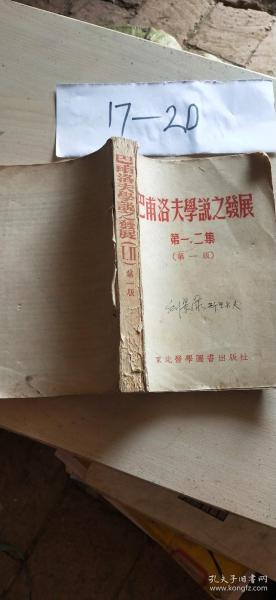 17-20
巴甫洛夫學説之發展
第一、二集
(第一版)
東北醫學圖書出版社
巴甫洛夫學説之發展(I.II)第一版
孔夫子旧书网